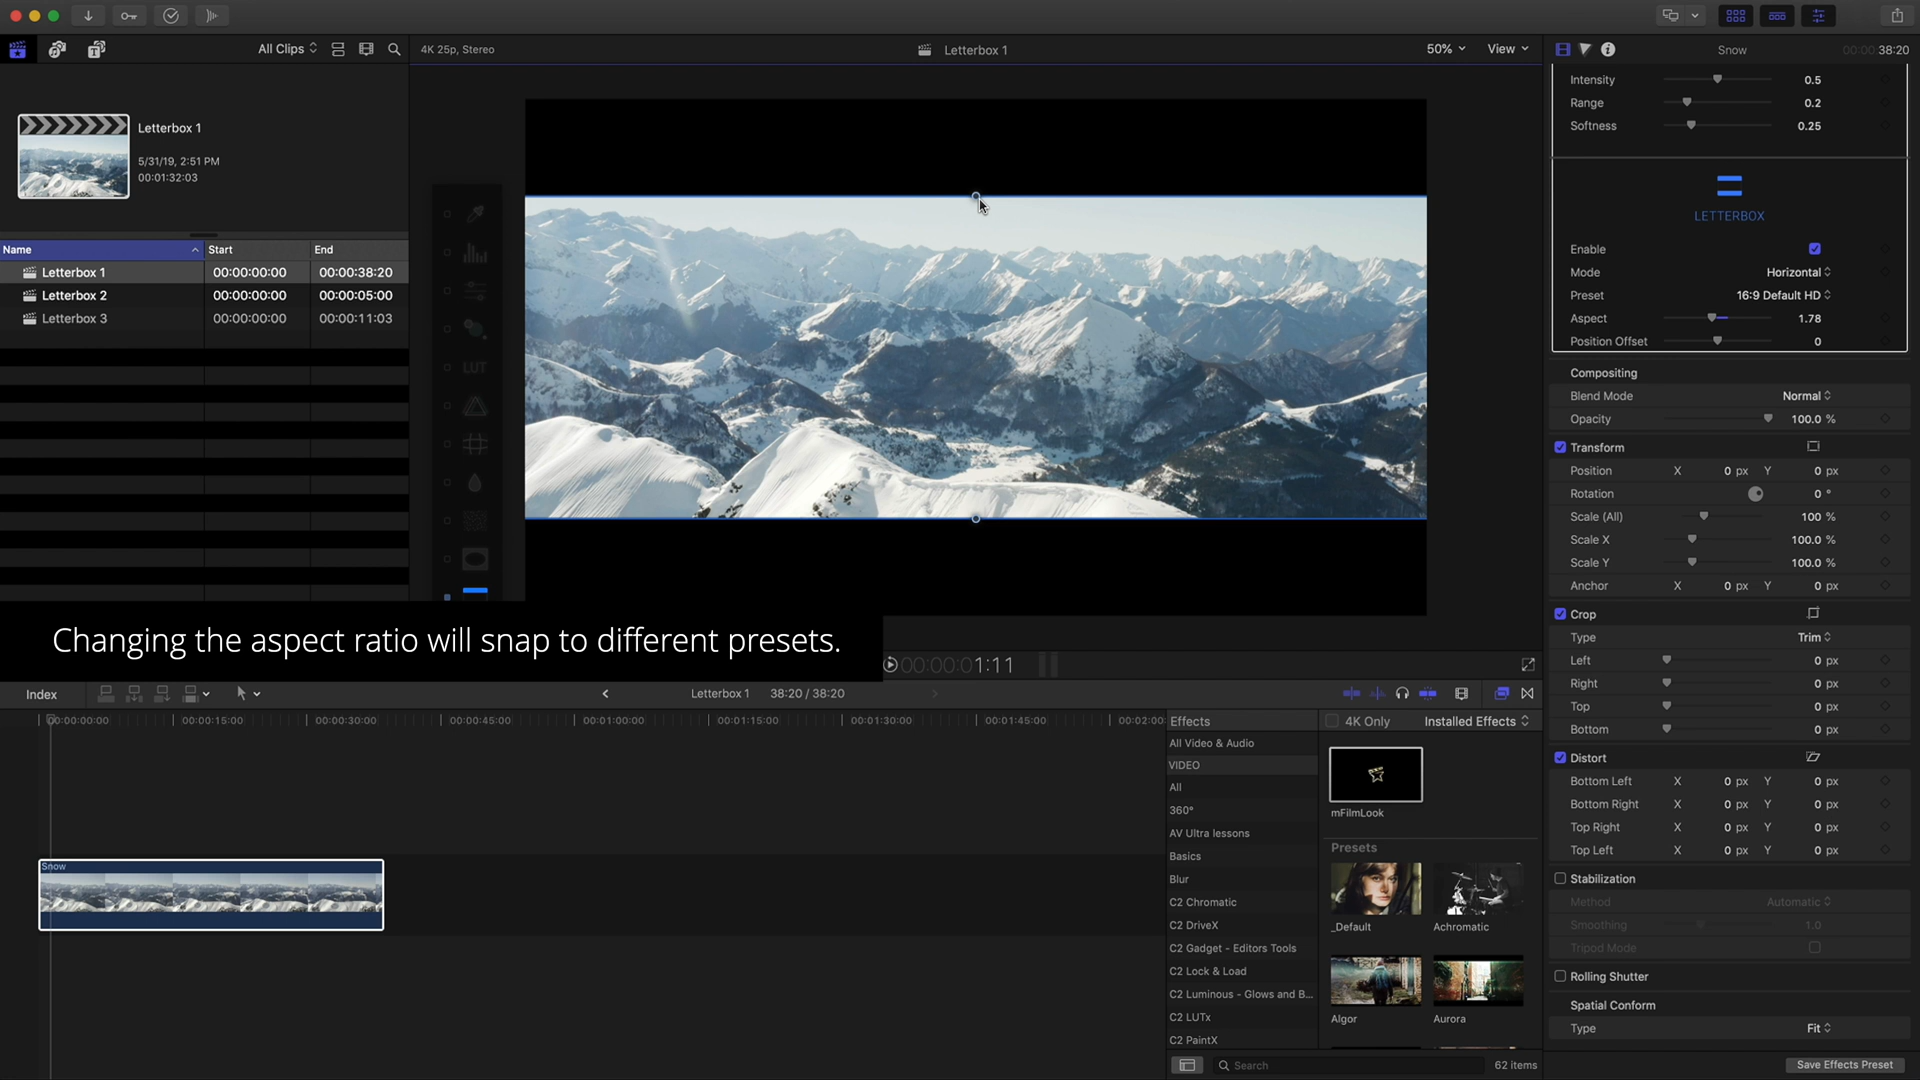 All Clips
4K 25p, Stereo
Letterbox 1
50%
View
Snow
00:00:38:20
Letterbox 1
5/31/19, 2:51 PM
00:01:32:03
Name
Start
End
Letterbox 1
00:00:00:00
00:00:38:20
Letterbox 2
00:00:00:00
00:00:05:00
Letterbox 3
00:00:00:00
00:00:11:03
LUT
Intensity
0.5
Range
0.2
Softness
0.25
LETTERBOX
Enable
Mode
Horizontal
Preset
16:9 Default HD
Aspect
1.78
Position Offset
0
Compositing
Blend Mode
Normal
Opacity
100.0 %
Transform
Position X 0 px Y 0 px
Rotation 0 °
Scale (All) 100 %
Scale X 100.0 %
Scale Y 100.0 %
Anchor X 0 px Y 0 px
Crop
Type Trim
Left 0 px
Right 0 px
Top 0 px
Bottom 0 px
Distort
Bottom Left X 0 px Y 0 px
Bottom Right X 0 px Y 0 px
Top Right X 0 px Y 0 px
Top Left X 0 px Y 0 px
Stabilization
Method Automatic
Smoothing 1.0
Tripod Mode
Rolling Shutter
Spatial Conform
Type Fit
Save Effects Preset
Changing the aspect ratio will snap to different presets.
00:00:01:11
Index
Letterbox 1
38:20 / 38:20
00:00:00:00
00:00:15:00
00:00:30:00
00:00:45:00
00:01:00:00
00:01:15:00
00:01:30:00
00:01:45:00
00:02:00:
Snow
Effects
4K Only
Installed Effects
All Video & Audio
VIDEO
All
360°
AV Ultra lessons
Basics
Blur
C2 Chromatic
C2 DriveX
C2 Gadget - Editors Tools
C2 Lock & Load
C2 Luminous - Glows and B...
C2 LUTx
C2 PaintX
mFilmLook
Presets
_Default
Achromatic
Algor
Aurora
Search
62 items